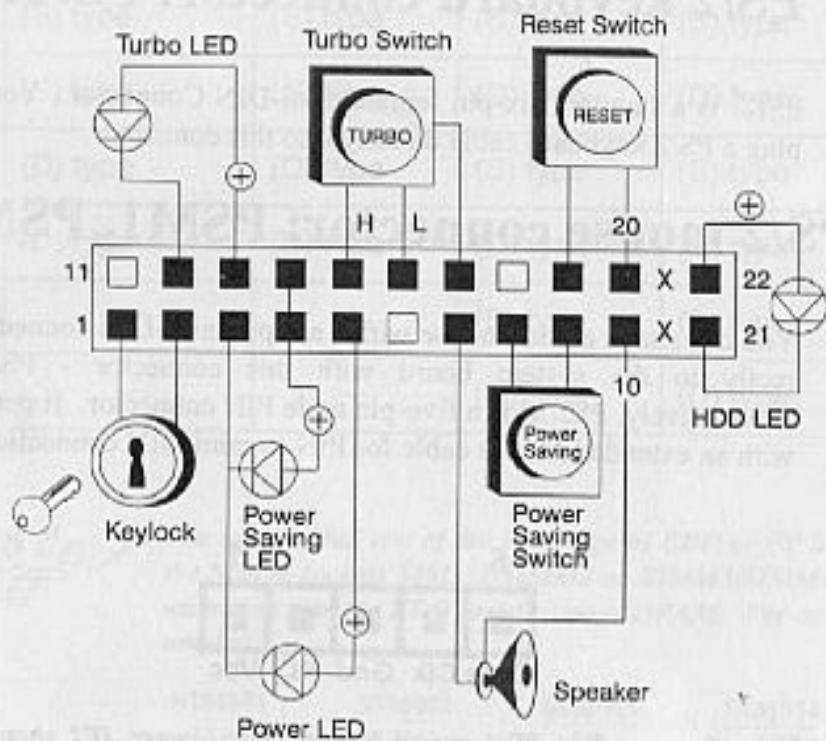 Turbo LED
Turbo Switch
Reset Switch
TURBO
RESET
+
+
H
L
20
11
X
22
1
X
21
10
HDD LED
+
Power
Saving
Keylock
Power
Saving
LED
Power
Saving
Switch
+
Speaker
Power LED